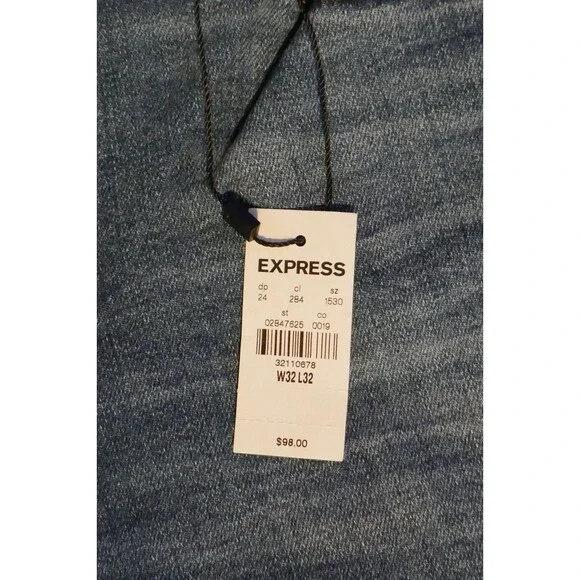 EXPRESS
dp cl sz
24 284 1530
st co
02847625 0019
32110678
W32 L32
$98.00